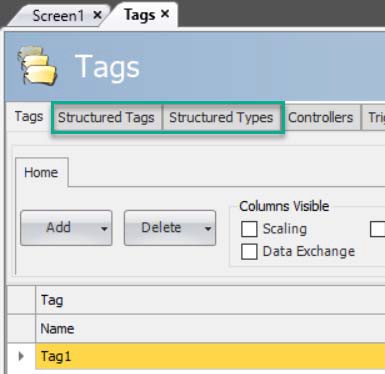 Screen1 × Tags ×
Tags
Tags Structured Tags Structured Types Controllers
Home
Add Delete
Columns Visible
Scaling
Data Exchange
Tag
Name
Tag1